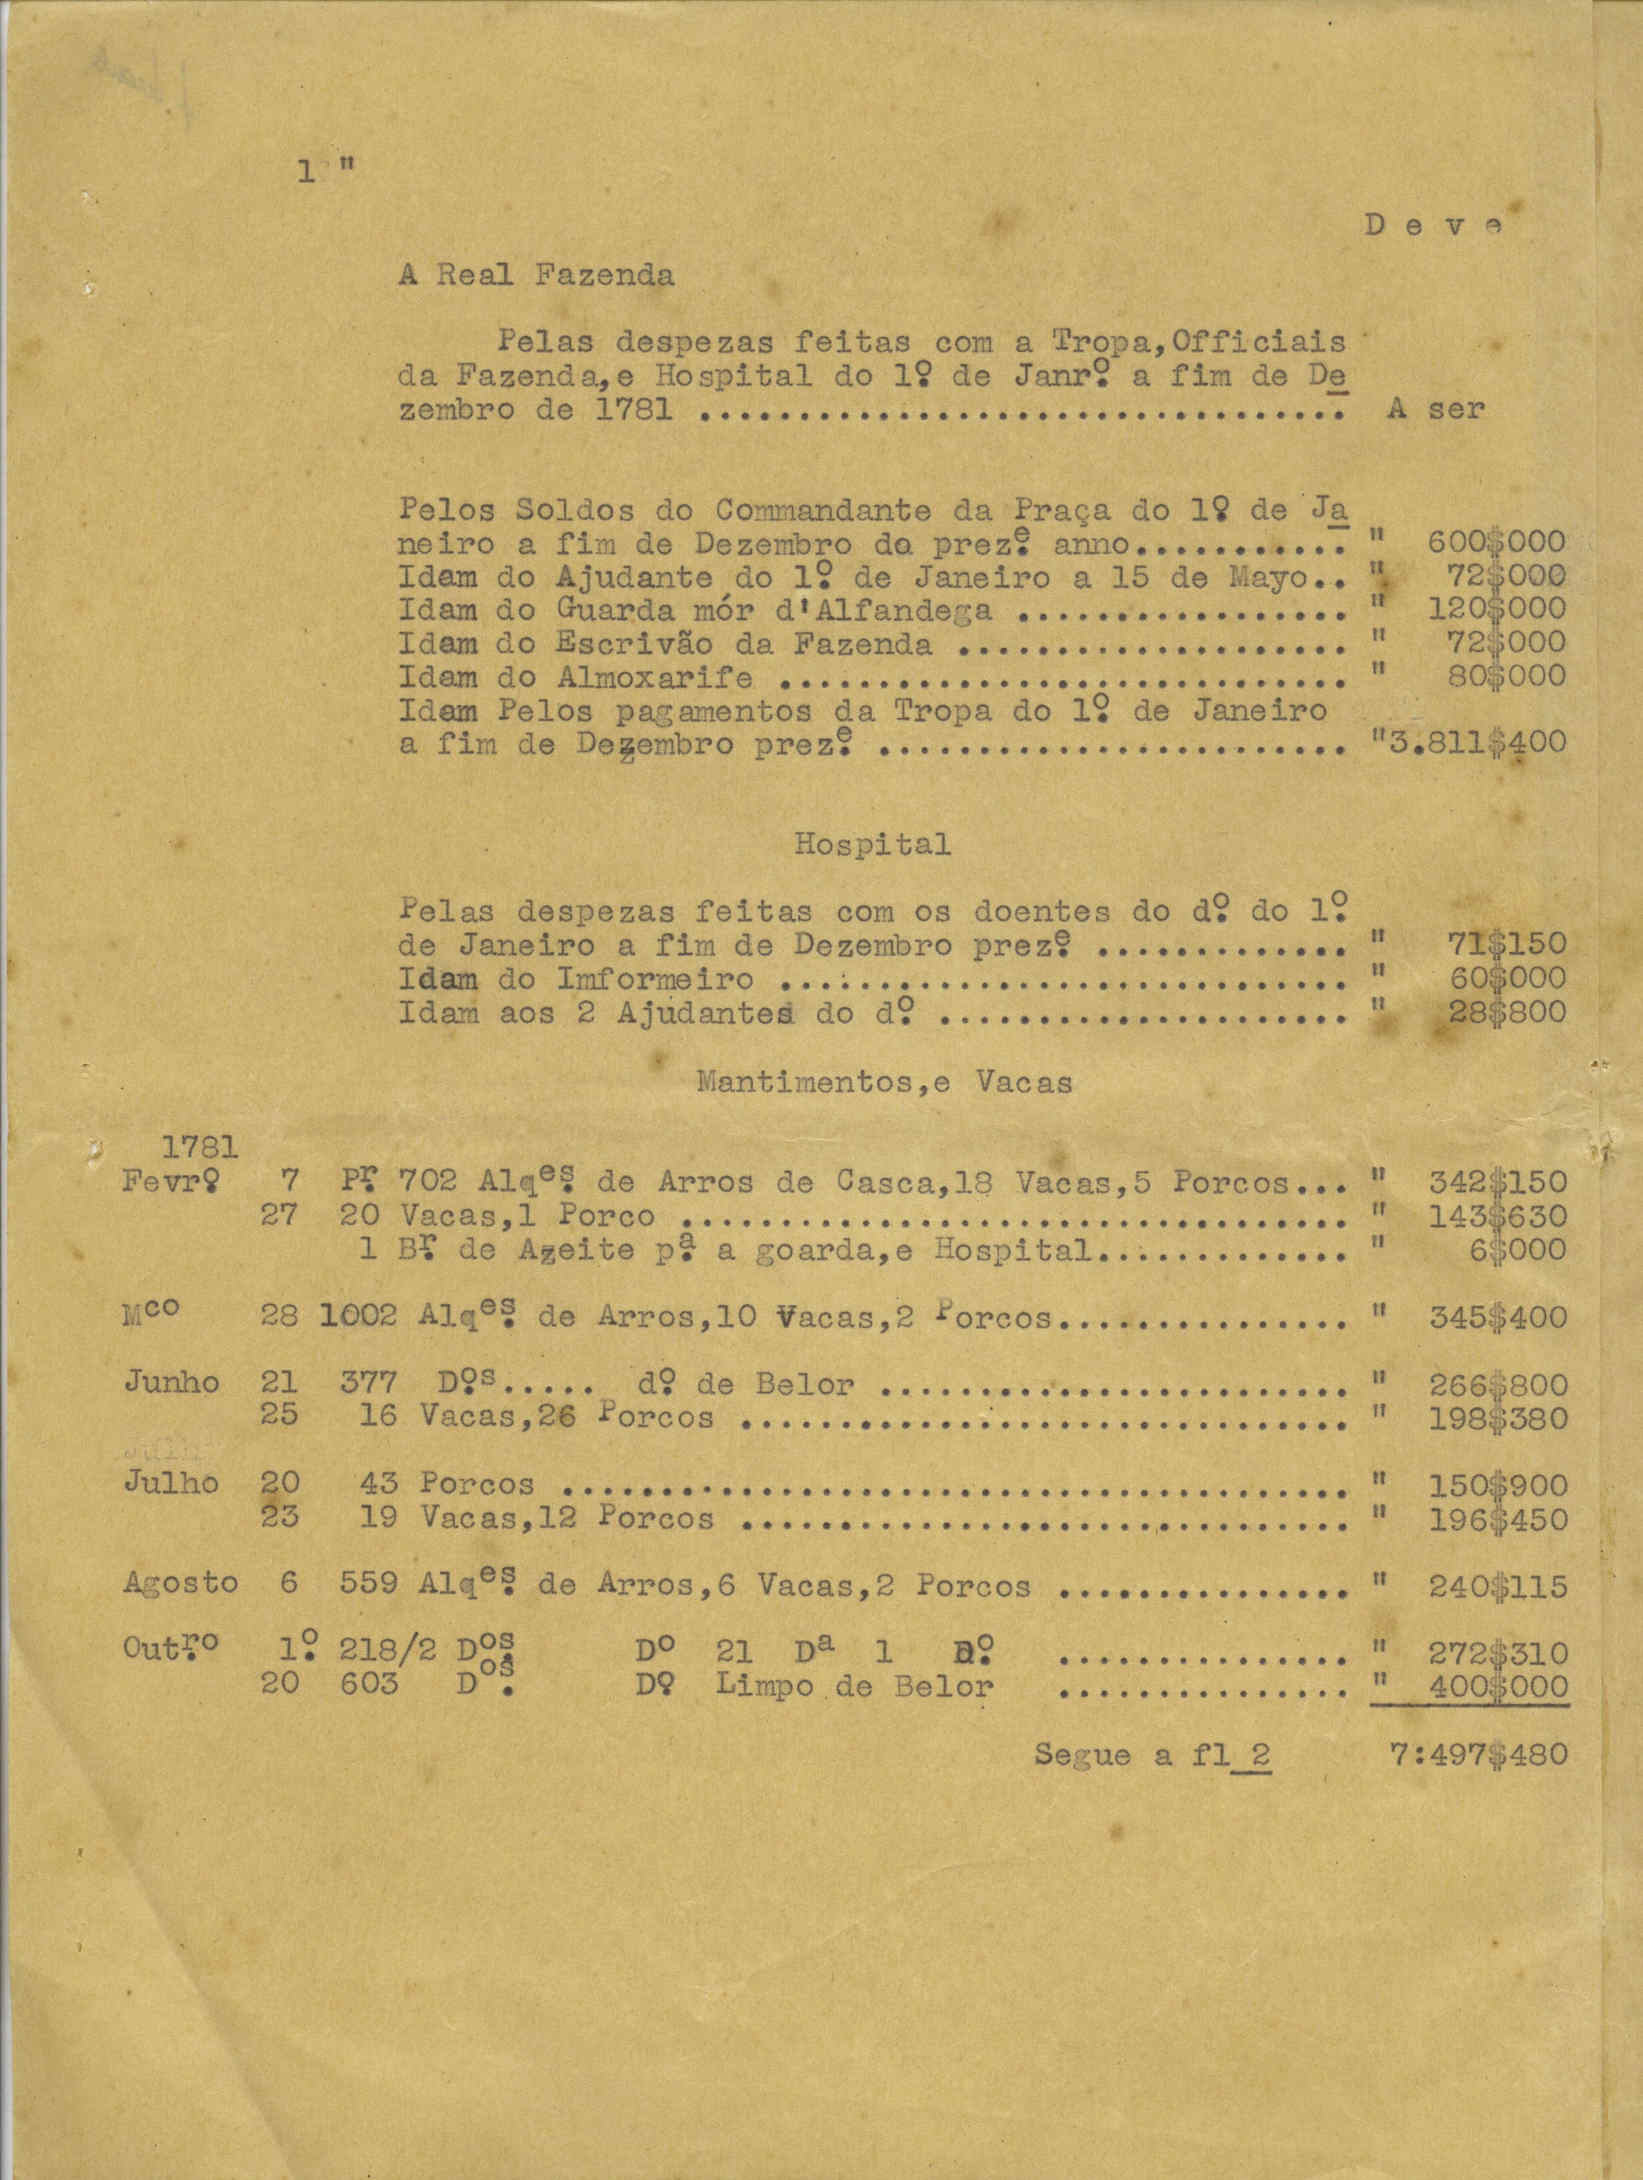 1 "
D e v e
A Real Fazenda
Pelas despezas feitas com a Tropa,Officiais
da Fazenda,e Hospital do 1º de Janrº a fim de De
zembro de 1781 ................................. A ser
Pelos Soldos do Commandante da Praça do 1º de Ja
neiro a fim de Dezembro do prezᵉ anno........... " 600$000
Idem do Ajudante do 1º de Janeiro a 15 de Mayo.. " 72$000
Idem do Guarda mór d'Alfandega ................. " 120$000
Idem do Escrivão da Fazenda .................... " 72$000
Idem do Almoxarife ............................. " 80$000
Idem Pelos pagamentos da Tropa do 1º de Janeiro
a fim de Dezembro prezᵉ ........................ "3.811$400
Hospital
Pelas despezas feitas com os doentes do dº do 1º
de Janeiro a fim de Dezembro prezᵉ ............. " 71$150
Idam do Imformeiro ............................. " 60$000
Idam aos 2 Ajudantes do dº ..................... " 28$800
Mantimentos,e Vacas
1781
Fevrº 7 Pʳ 702 Alqᵉˢ de Arros de Casca,18 Vacas,5 Porcos... " 342$150
27 20 Vacas,1 Porco .................................. " 143$630
1 Bʳ de Azeite pª a goarda,e Hospital............. " 6$000
Mᶜᵒ 28 1002 Alqᵉˢ de Arros,10 Vacas,2 Porcos............... " 345$400
Junho 21 377 Dºˢ..... dº de Belor ........................ " 266$800
25 16 Vacas,26 Porcos ............................... " 198$380
Julho 20 43 Porcos ........................................ " 150$900
23 19 Vacas,12 Porcos ............................... " 196$450
Agosto 6 559 Alqᵉˢ de Arros,6 Vacas,2 Porcos ............... " 240$115
Outʳᵒ 1º 218/2 Dᵒˢ Dº 21 Dª 1 Dº ............... " 272$310
20 603 Dᵒˢ Dº Limpo de Belor ............... " 400$000
Segue a fl 2 7:497$480